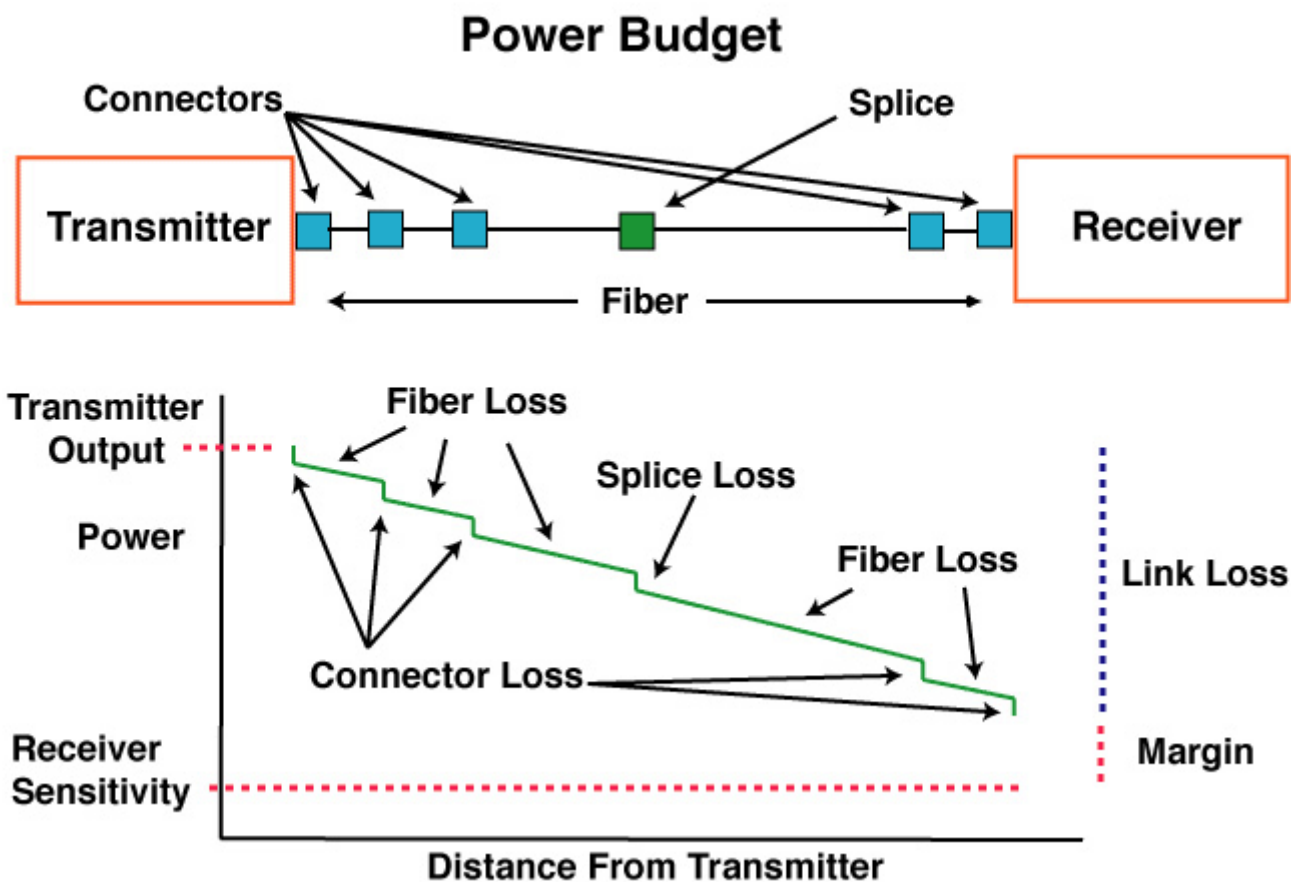 Power Budget
Connectors
Splice
Transmitter
Receiver
Fiber
Transmitter
Output
Fiber Loss
Splice Loss
Power
Fiber Loss
Link Loss
Connector Loss
Receiver
Sensitivity
Margin
Distance From Transmitter